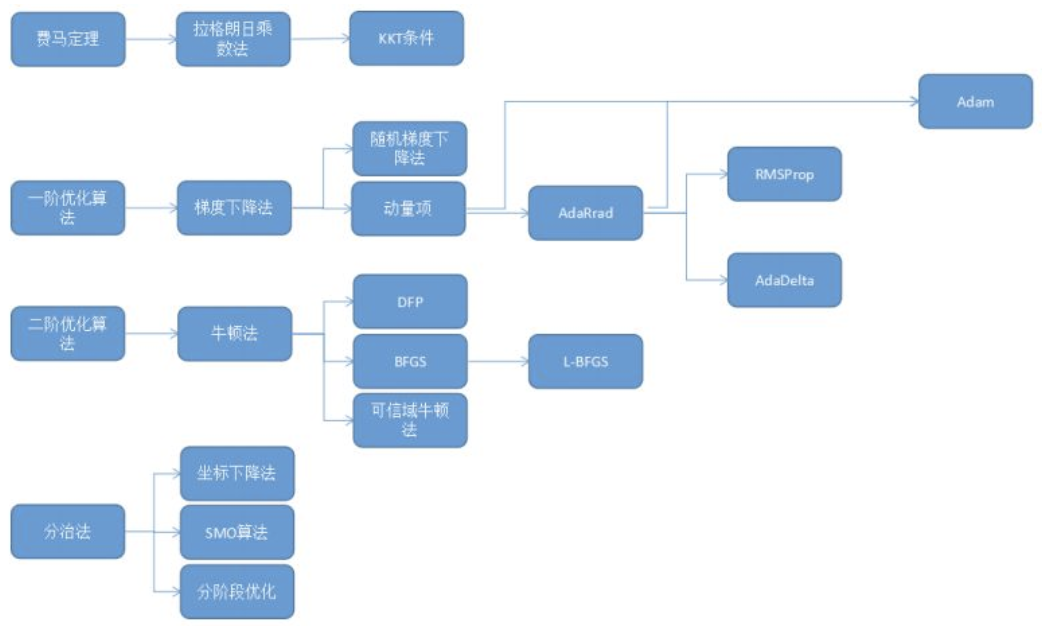 费马定理
拉格朗日乘
数法
KKT条件
Adam
随机梯度下
降法
RMSProp
一阶优化算
法
梯度下降法
动量项
AdaRrad
AdaDelta
二阶优化算
法
牛顿法
DFP
BFGS
L-BFGS
可信域牛顿
法
坐标下降法
分治法
SMO算法
分阶段优化